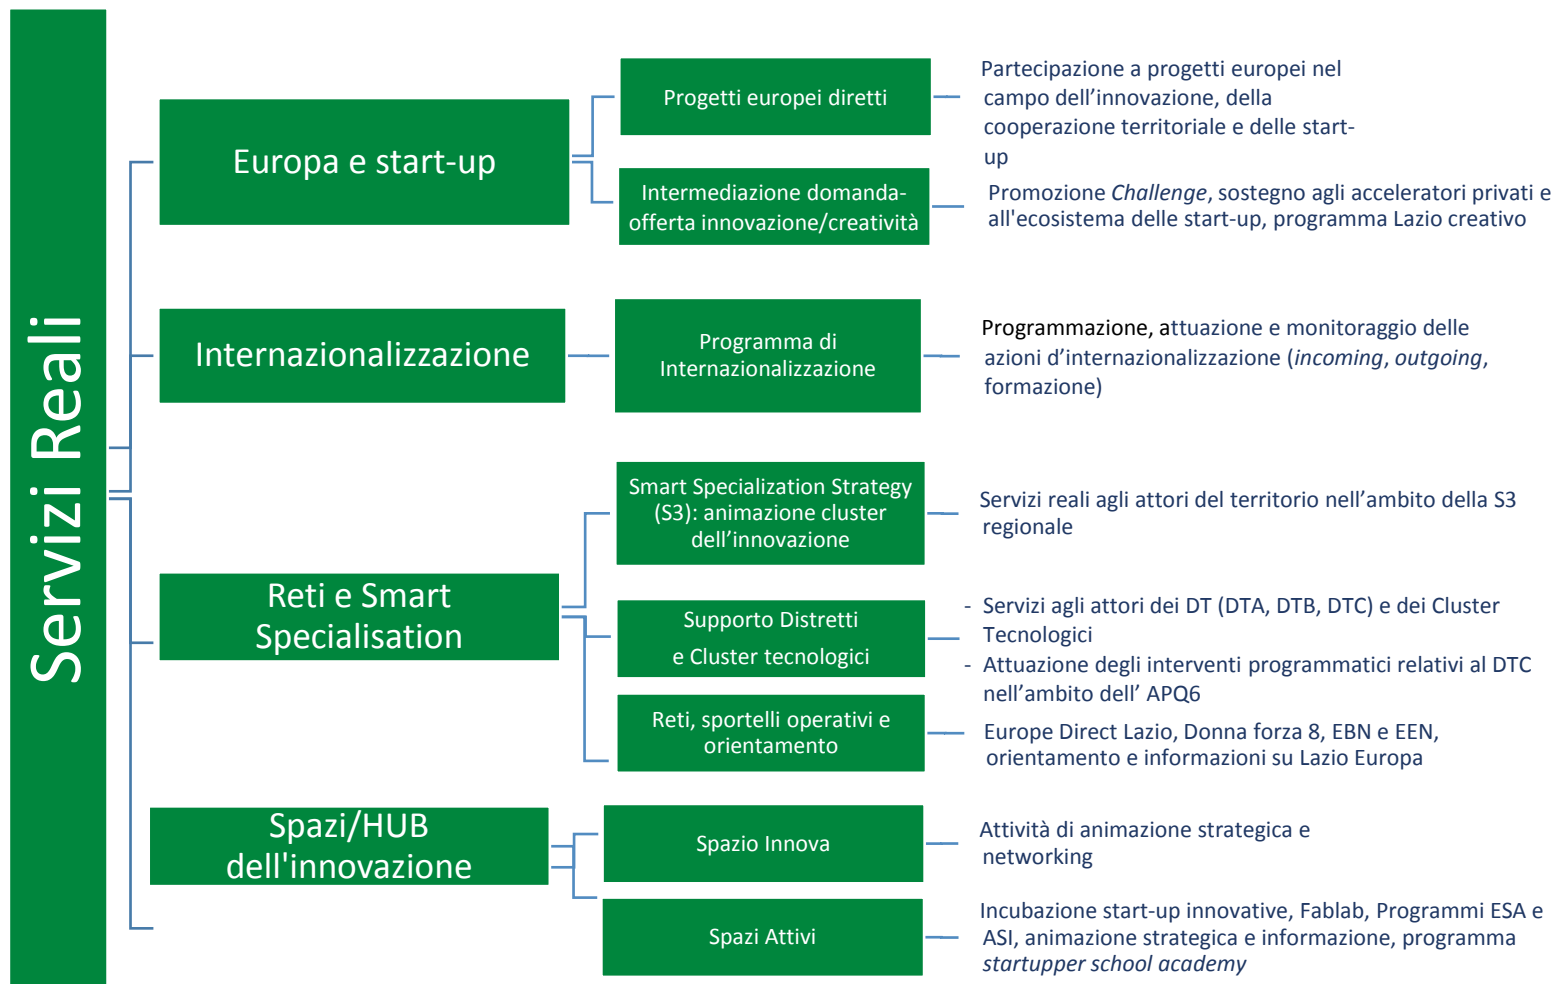 Servizi Reali
Europa e start-up
Progetti europei diretti
Partecipazione a progetti europei nel
campo dell’innovazione, della
cooperazione territoriale e delle start-
up
Intermediazione domanda-
offerta innovazione/creatività
Promozione Challenge, sostegno agli acceleratori privati e
all'ecosistema delle start-up, programma Lazio creativo
Internazionalizzazione
Programma di
Internazionalizzazione
Programmazione, attuazione e monitoraggio delle
azioni d’internazionalizzazione (incoming, outgoing,
formazione)
Reti e Smart
Specialisation
Smart Specialization Strategy
(S3): animazione cluster
dell’innovazione
Servizi reali agli attori del territorio nell’ambito della S3
regionale
Supporto Distretti
e Cluster tecnologici
- Servizi agli attori dei DT (DTA, DTB, DTC) e dei Cluster
Tecnologici
- Attuazione degli interventi programmatici relativi al DTC
nell’ambito dell’ APQ6
Reti, sportelli operativi e
orientamento
Europe Direct Lazio, Donna forza 8, EBN e EEN,
orientamento e informazioni su Lazio Europa
Spazi/HUB
dell'innovazione
Spazio Innova
Attività di animazione strategica e
networking
Spazi Attivi
Incubazione start-up innovative, Fablab, Programmi ESA e
ASI, animazione strategica e informazione, programma
startupper school academy